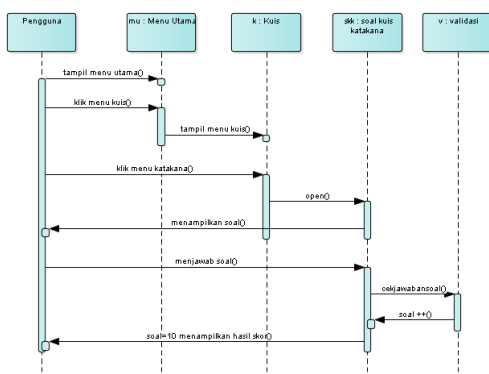 Pengguna
mu : Menu Utama
k : Kuis
skk : soal kuis
katakana
v : validasi
tampil menu utama()
klik menu kuis()
tampil menu kuis()
klik menu katakana()
open()
menampilkan soal()
menjawab soal()
cekjawabansoal()
soal ++()
soal=10 menampilkan hasil skor()